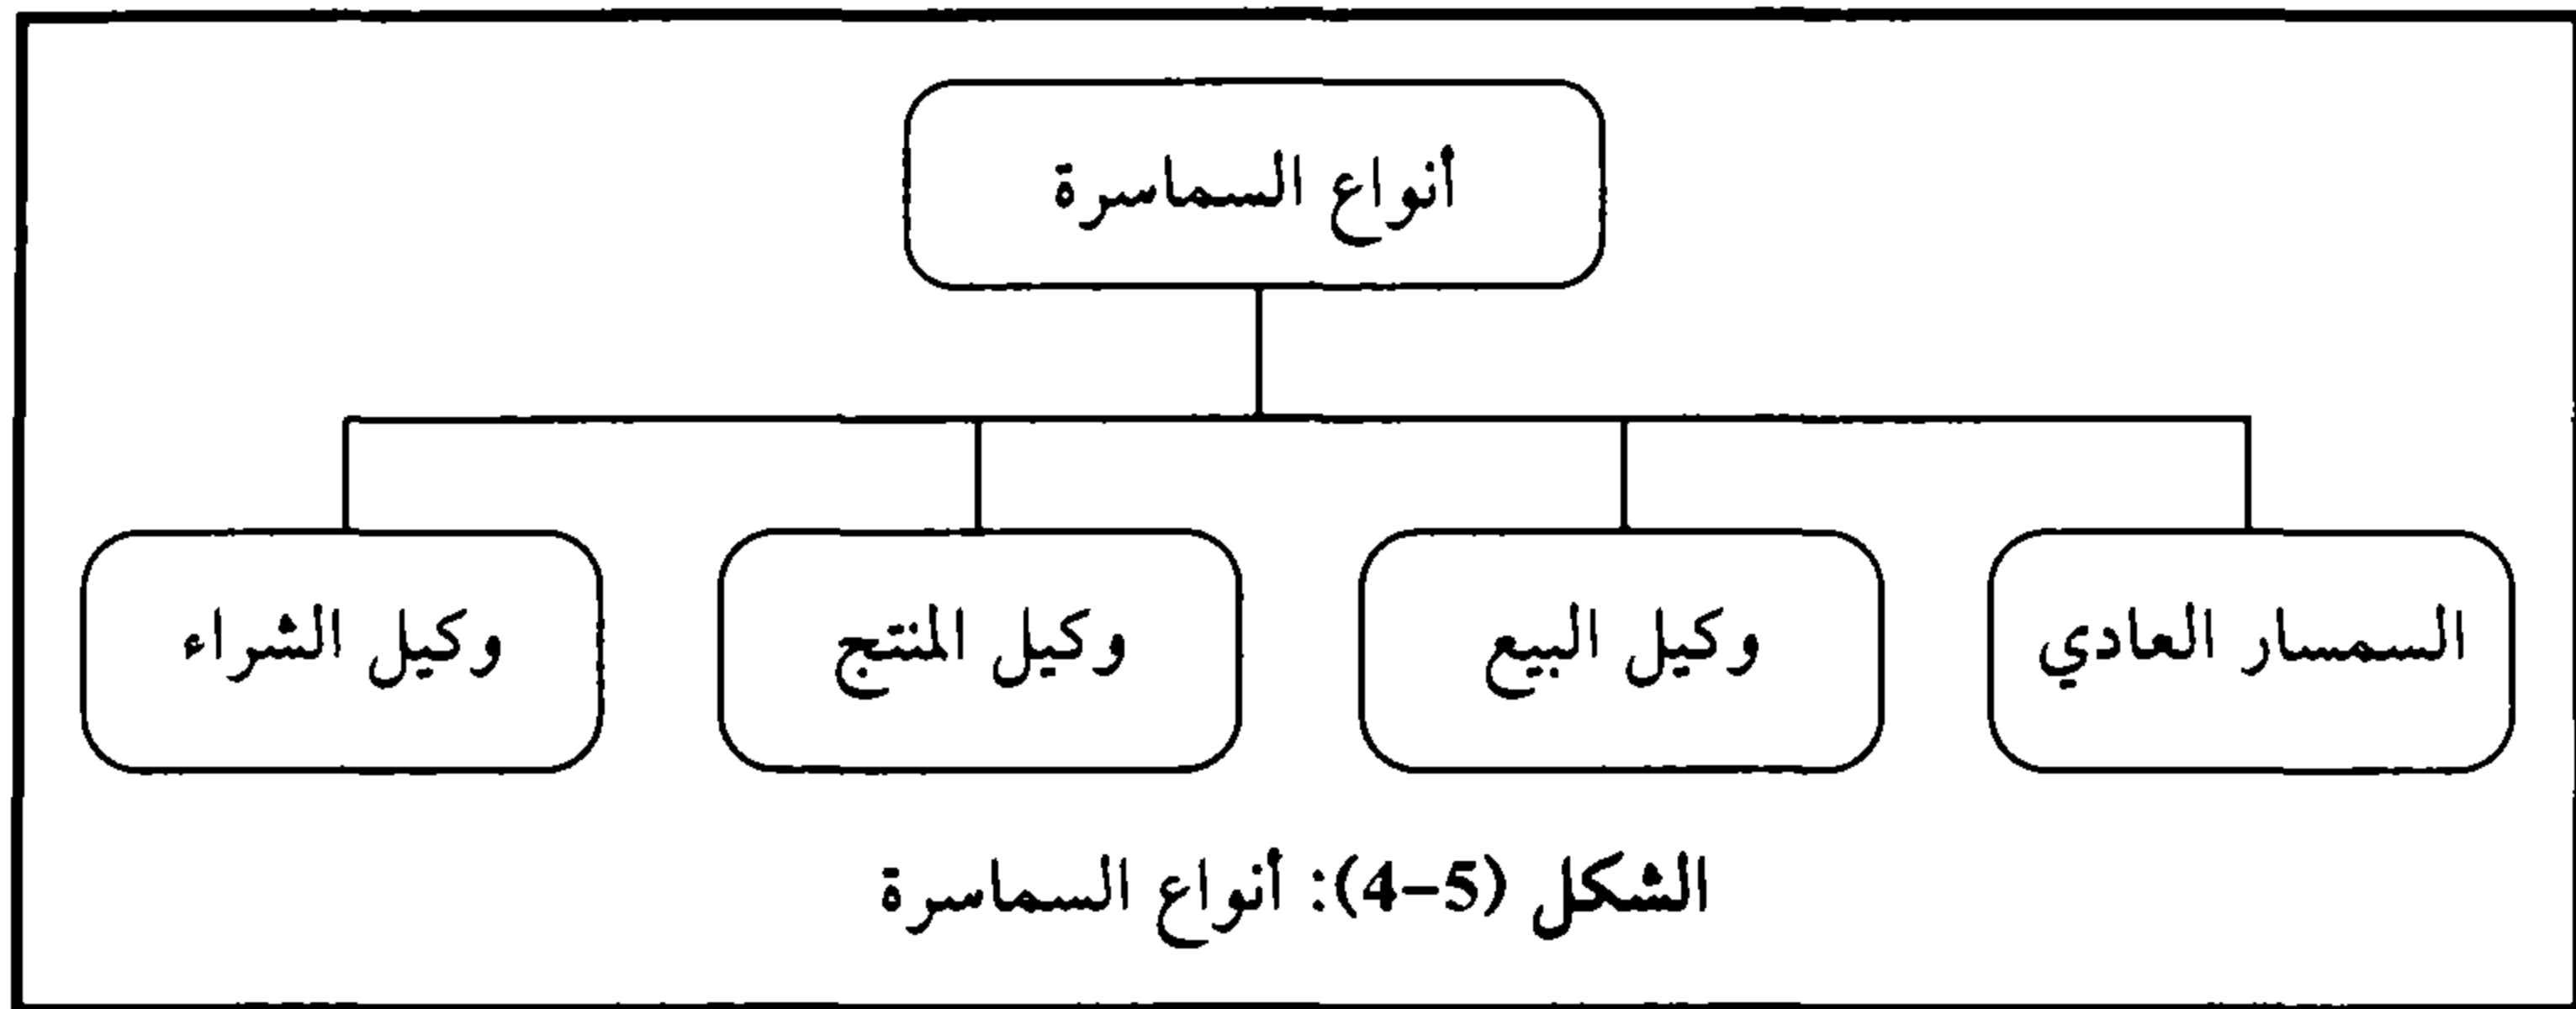 أنواع السماسرة
السمسار العادي
وكيل البيع
وكيل المنتج
وكيل الشراء
الشكل (5-4): أنواع السماسرة